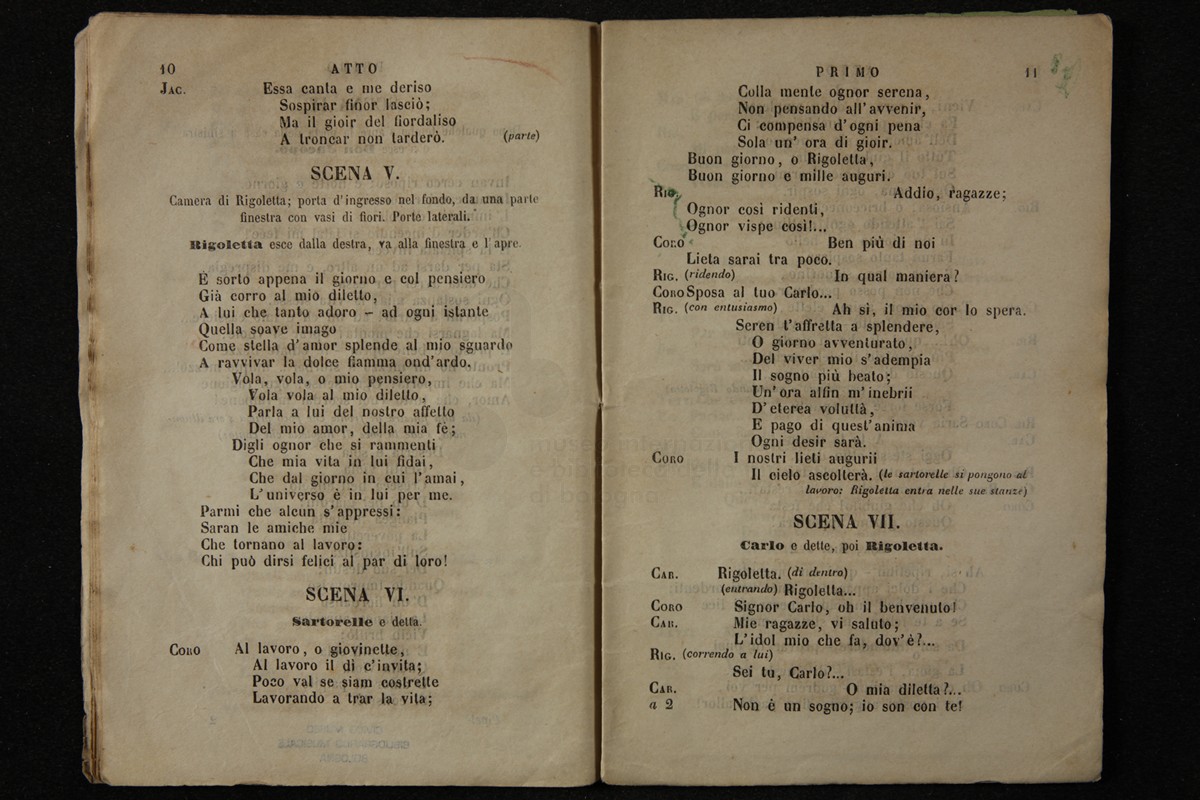 10 ATTO
JAC. Essa canta e me deriso
Sospirar finor lasciò;
Ma il gioir del fiordaliso
A troncar non tarderò. (parte)
SCENA V.
Camera di Rigoletta; porta d'ingresso nel fondo, da una parte
finestra con vasi di fiori. Porte laterali.
Rigoletta esce dalla destra, va alla finestra e l'apre.
È sorto appena il giorno e col pensiero
Già corro al mio diletto,
A lui che tanto adoro – ad ogni istante
Quella soave imago
Come stella d'amor splende al mio sguardo
A ravvivar la dolce fiamma ond'ardo.
Vola, vola, o mio pensiero,
Vola vola al mio diletto,
Parla a lui del nostro affetto
Del mio amor, della mia fè;
Digli ognor che si rammenti
Che mia vita in lui fidai,
Che dal giorno in cui l'amai,
L'universo è in lui per me.
Parmi che alcun s'appressi:
Saran le amiche mie
Che tornano al lavoro:
Chi può dirsi felici al par di loro!
SCENA VI.
Sartorelle e detta.
CORO Al lavoro, o giovinette,
Al lavoro il dì c'invita;
Poco val se siam costrette
Lavorando a trar la vita;
PRIMO 11
Colla mente ognor serena,
Non pensando all'avvenir,
Ci compensa d'ogni pena
Sola un' ora di gioir.
Buon giorno, o Rigoletta,
Buon giorno e mille auguri.
RIG. Addio, ragazze;
Ognor così ridenti,
Ognor vispe così!...
CORO Ben più di noi
Lieta sarai tra poco.
RIG. (ridendo) In qual maniera?
CORO Sposa al tuo Carlo...
RIG. (con entusiasmo) Ah sì, il mio cor lo spera.
Seren t'affretta a splendere,
O giorno avventurato,
Del viver mio s'adempia
Il sogno più beato;
Un'ora alfin m'inebrii
D'eterea voluttà,
E pago di quest'anima
Ogni desir sarà.
CORO I nostri lieti augurii
Il cielo ascolterà. (le sartorelle si pongono al
lavoro: Rigoletta entra nelle sue stanze)
SCENA VII.
Carlo e dette, poi Rigoletta.
CAR. Rigoletta. (di dentro)
(entrando) Rigoletta...
CORO Signor Carlo, oh il benvenuto!
CAR. Mie ragazze, vi saluto;
L'idol mio che fa, dov'è?...
RIG. (correndo a lui)
Sei tu, Carlo?...
CAR. O mia diletta?...
a 2 Non è un sogno; io son con te!